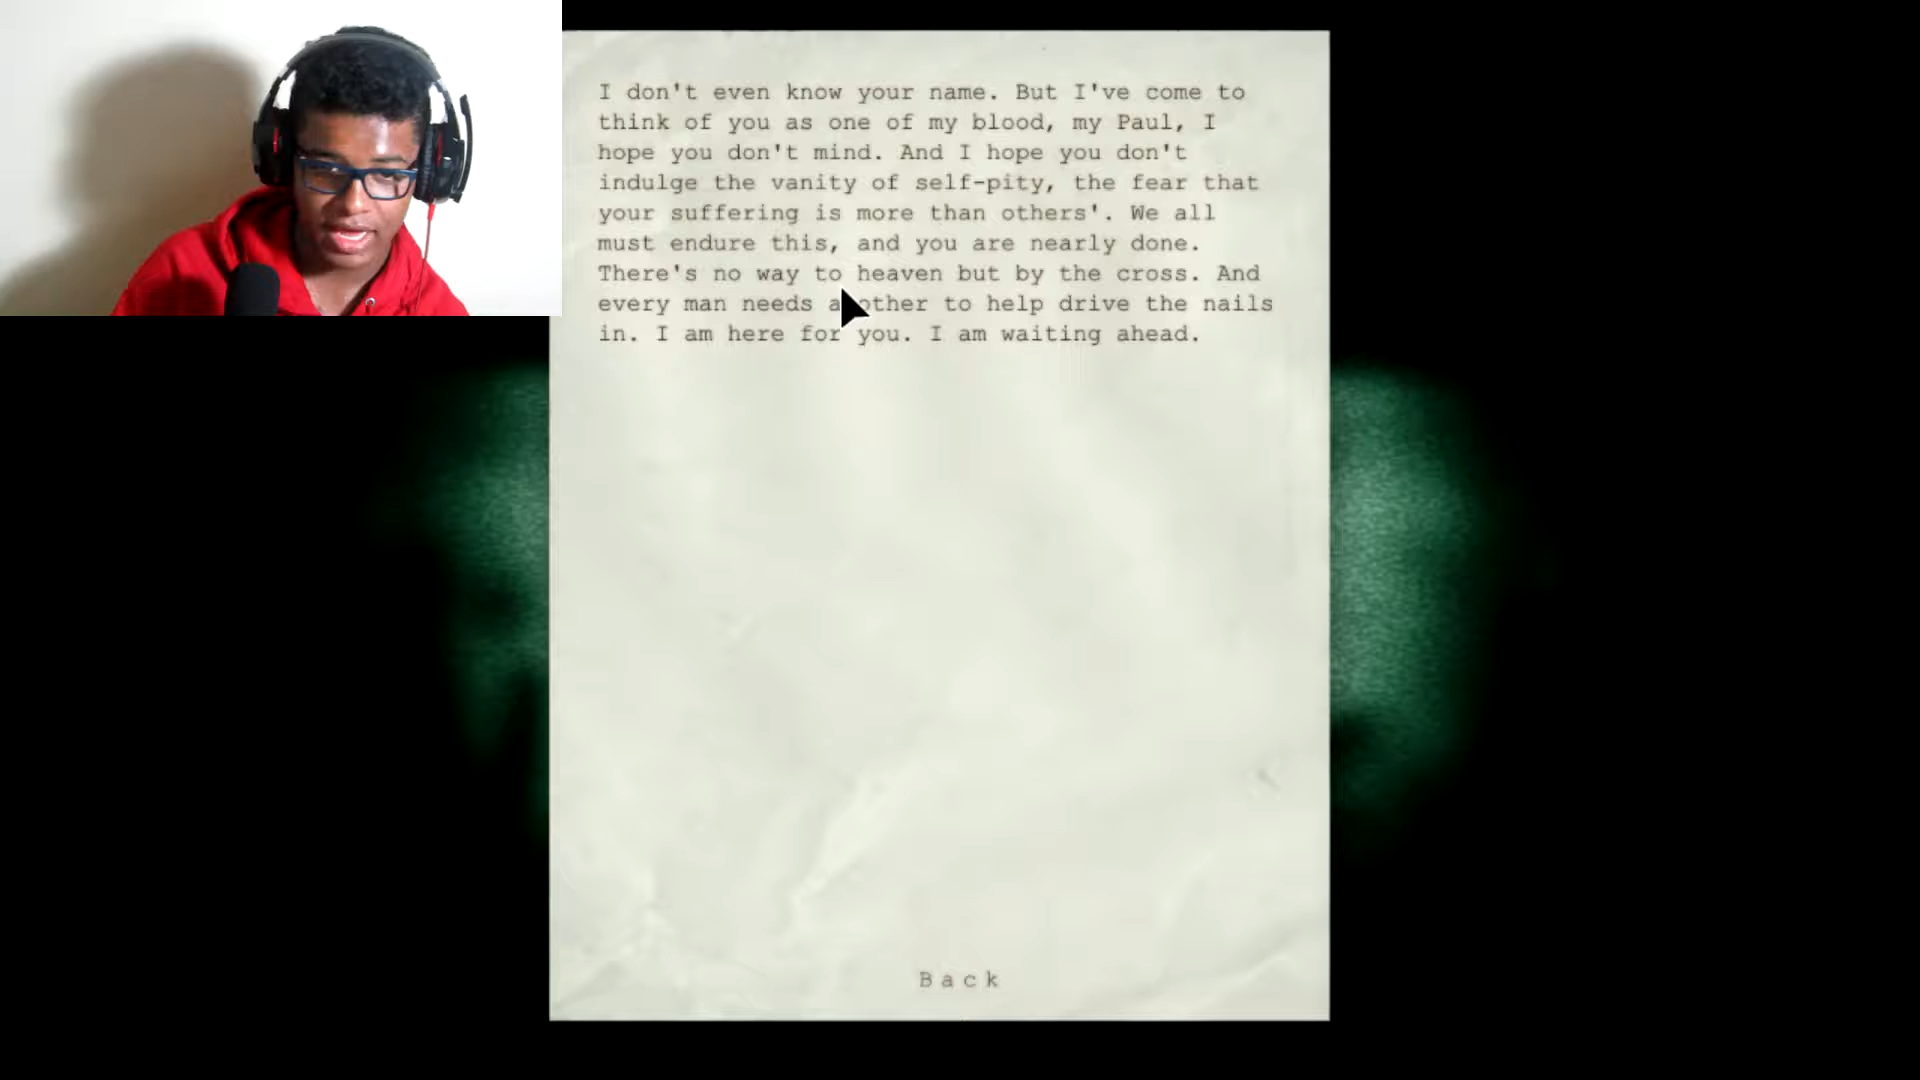 I don't even know your name. But I've come to
think of you as one of my blood, my Paul, I
hope you don't mind. And I hope you don't
indulge the vanity of self-pity, the fear that
your suffering is more than others'. We all
must endure this, and you are nearly done.
There's no way to heaven but by the cross. And
every man needs another to help drive the nails
in. I am here for you. I am waiting ahead.
Back